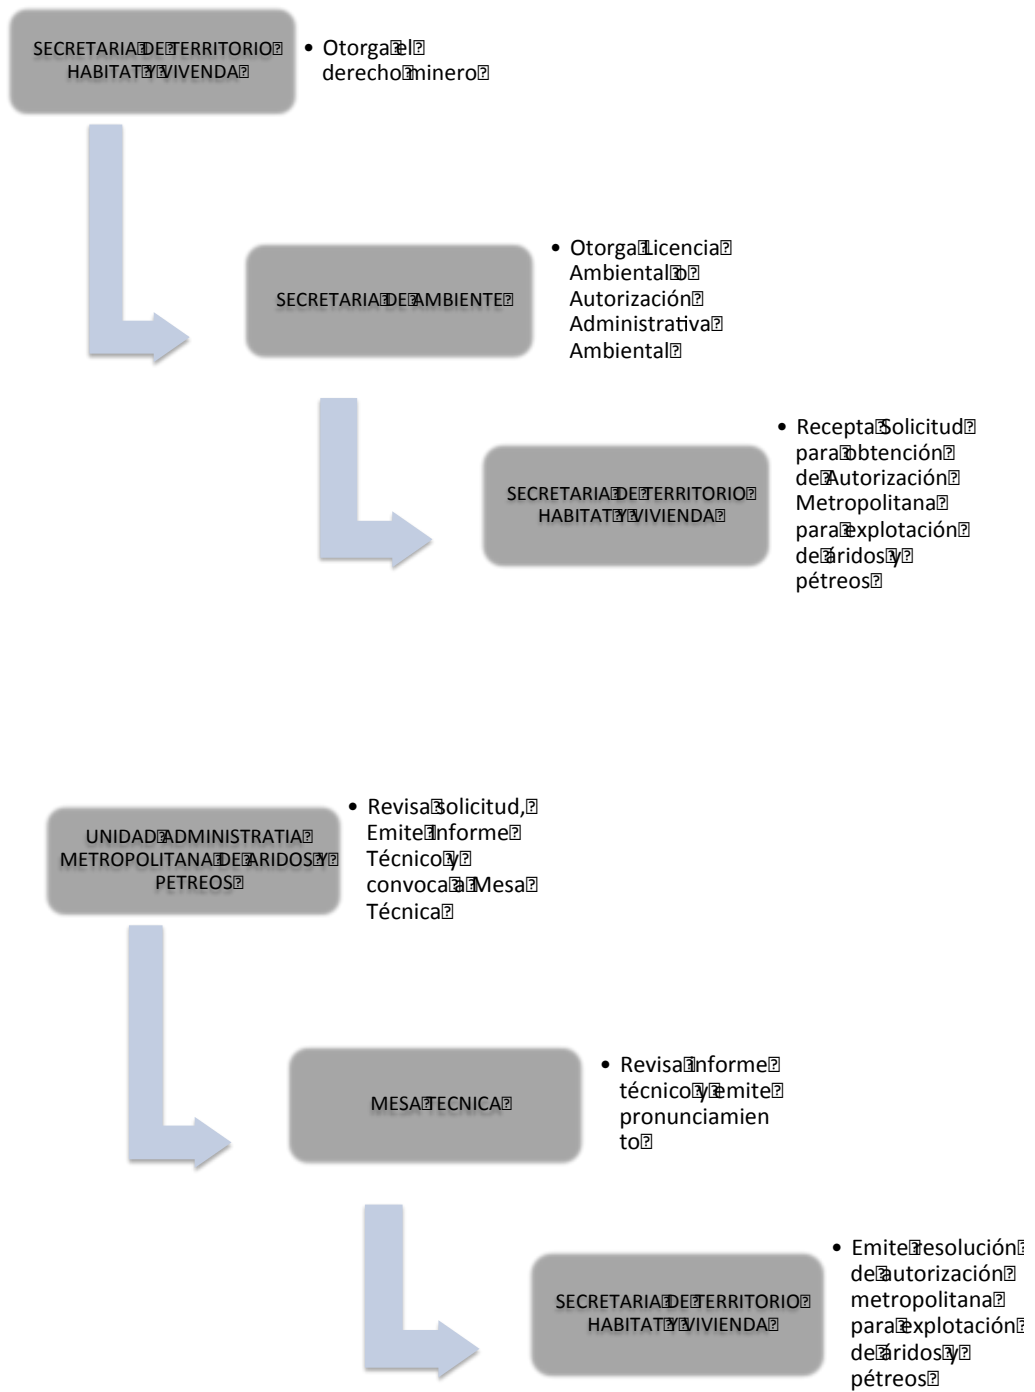 SECRETARIA DE TERRITORIO
HABITAT Y VIVENDA
• Otorga el
derecho minero
SECRETARIA DE AMBIENTE
• Otorga Licencia
Ambiental o
Autorización
Administrativa
Ambiental
SECRETARIA DE TERRITORIO
HABITAT Y VIVIENDA
• Recepta Solicitud
para obtención
de Autorización
Metropolitana
para explotación
de áridos y
pétreos
UNIDAD ADMINISTRATIA
METROPOLITANA DE ARIDOS Y
PETREOS
• Revisa solicitud,
Emite Informe
Técnico y
convoca a Mesa
Técnica
MESA TECNICA
• Revisa informe
técnico y emite
pronunciamien
to
SECRETARIA DE TERRITORIO
HABITAT Y VIVIENDA
• Emite resolución
de autorización
metropolitana
para explotación
de áridos y
pétreos